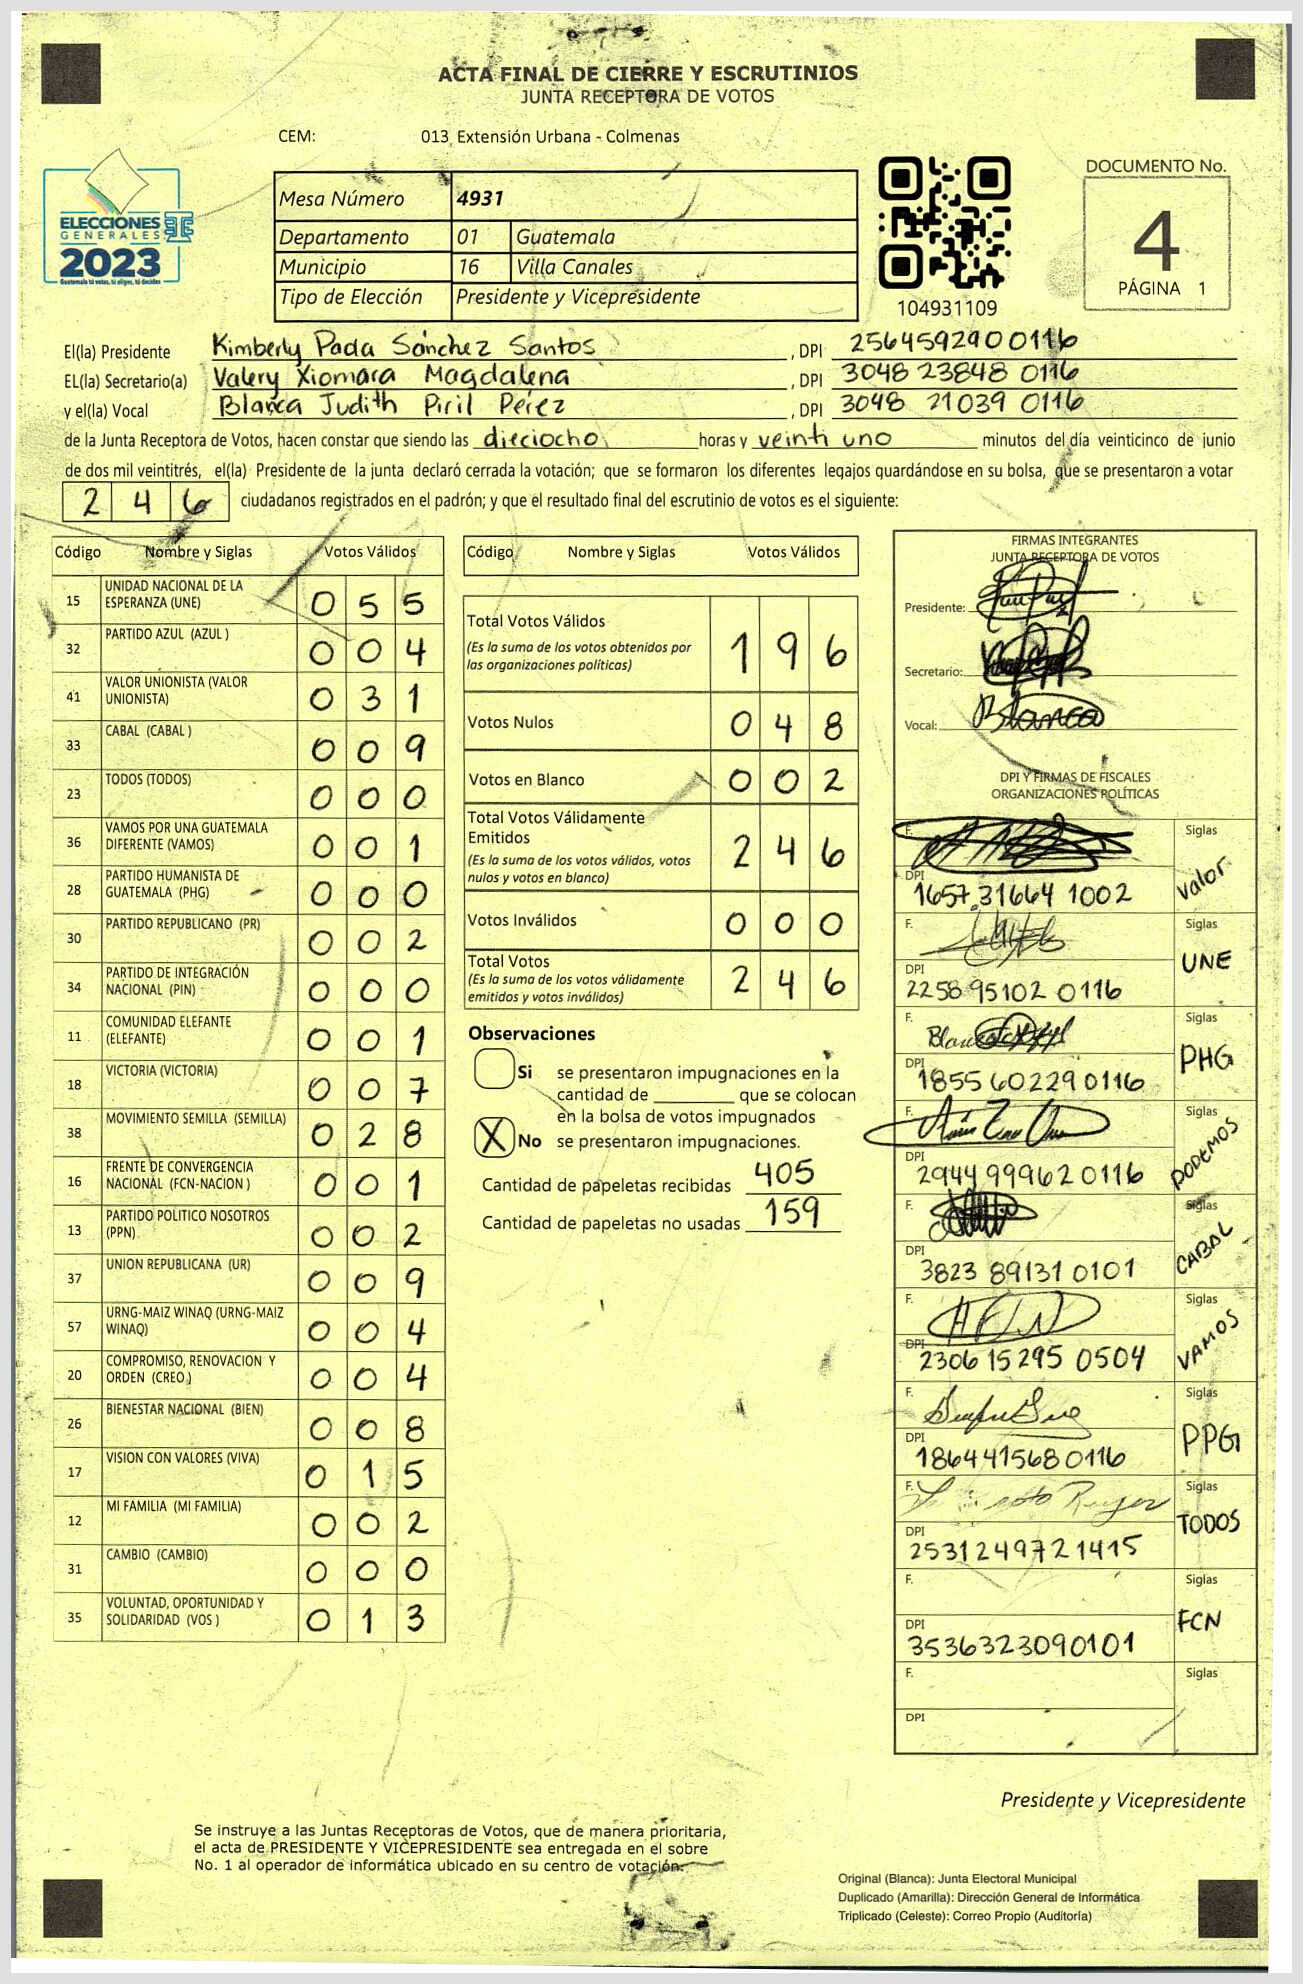 ACTA FINAL DE CIERRE Y ESCRUTINIOS
JUNTA RECEPTORA DE VOTOS
CEM: 013 Extensión Urbana - Colmenas
ELECCIONES
GENERALES
2023
Guatemala tú votas, tú eliges, tú decides
Mesa Número 4931
Departamento 01 Guatemala
Municipio 16 Villa Canales
Tipo de Elección Presidente y Vicepresidente
104931109
DOCUMENTO No.
4
PÁGINA 1
El(la) Presidente Kimberly Pada Sánchez Santos , DPI 2564592900116
EL(la) Secretario(a) Valery Xiomara Magdalena , DPI 3048 23848 0116
y el(la) Vocal Blanca Judith Piril Pérez , DPI 3048 21039 0116
de la Junta Receptora de Votos, hacen constar que siendo las dieciocho horas y veinti uno minutos del día veinticinco de junio
de dos mil veintitrés, el(la) Presidente de la junta declaró cerrada la votación; que se formaron los diferentes legajos guardándose en su bolsa, que se presentaron a votar
2 4 6 ciudadanos registrados en el padrón; y que el resultado final del escrutinio de votos es el siguiente:
Código Nombre y Siglas Votos Válidos
15 UNIDAD NACIONAL DE LA ESPERANZA (UNE) 0 5 5
32 PARTIDO AZUL (AZUL ) 0 0 4
41 VALOR UNIONISTA (VALOR UNIONISTA) 0 3 1
33 CABAL (CABAL ) 0 0 9
23 TODOS (TODOS) 0 0 0
36 VAMOS POR UNA GUATEMALA DIFERENTE (VAMOS) 0 0 1
28 PARTIDO HUMANISTA DE GUATEMALA (PHG) 0 0 0
30 PARTIDO REPUBLICANO (PR) 0 0 2
34 PARTIDO DE INTEGRACIÓN NACIONAL (PIN) 0 0 0
11 COMUNIDAD ELEFANTE (ELEFANTE) 0 0 1
18 VICTORIA (VICTORIA) 0 0 7
38 MOVIMIENTO SEMILLA (SEMILLA) 0 2 8
16 FRENTE DE CONVERGENCIA NACIONAL (FCN-NACION ) 0 0 1
13 PARTIDO POLITICO NOSOTROS (PPN) 0 0 2
37 UNION REPUBLICANA (UR) 0 0 9
57 URNG-MAIZ WINAQ (URNG-MAIZ WINAQ) 0 0 4
20 COMPROMISO, RENOVACION Y ORDEN (CREO ) 0 0 4
26 BIENESTAR NACIONAL (BIEN) 0 0 8
17 VISION CON VALORES (VIVA) 0 1 5
12 MI FAMILIA (MI FAMILIA) 0 0 2
31 CAMBIO (CAMBIO) 0 0 0
35 VOLUNTAD, OPORTUNIDAD Y SOLIDARIDAD (VOS ) 0 1 3
Código Nombre y Siglas Votos Válidos
Total Votos Válidos 1 9 6
(Es la suma de los votos obtenidos por
las organizaciones políticas)
Votos Nulos 0 4 8
Votos en Blanco 0 0 2
Total Votos Válidamente
Emitidos 2 4 6
(Es la suma de los votos válidos, votos
nulos y votos en blanco)
Votos Inválidos 0 0 0
Total Votos 2 4 6
(Es la suma de los votos válidamente
emitidos y votos inválidos)
Observaciones
Si se presentaron impugnaciones en la
cantidad de que se colocan
en la bolsa de votos impugnados
X No se presentaron impugnaciones.
Cantidad de papeletas recibidas 405
Cantidad de papeletas no usadas 159
FIRMAS INTEGRANTES
JUNTA RECEPTORA DE VOTOS
Presidente:
Secretario:
Vocal: Blanca
DPI Y FIRMAS DE FISCALES
ORGANIZACIONES POLÍTICAS
F. Siglas
DPI 1657 31664 1002 Valor
F. Siglas
DPI 2258 95102 0116 UNE
F. Siglas
DPI 1855 60229 0116 PHG
F. Siglas
DPI 2944 99962 0116 PODEMOS
F. Siglas
DPI 3823 89131 0101 CABAL
F. Siglas
DPI 2306 15295 0504 VAMOS
F. Siglas
DPI 1864415680116 PPG
F. Siglas
DPI 2531249721415 TODOS
F. Siglas
DPI 3536323090101 FCN
F. Siglas
DPI
Presidente y Vicepresidente
Se instruye a las Juntas Receptoras de Votos, que de manera prioritaria,
el acta de PRESIDENTE Y VICEPRESIDENTE sea entregada en el sobre
No. 1 al operador de informática ubicado en su centro de votación.
Original (Blanca): Junta Electoral Municipal
Duplicado (Amarilla): Dirección General de Informática
Triplicado (Celeste): Correo Propio (Auditoría)